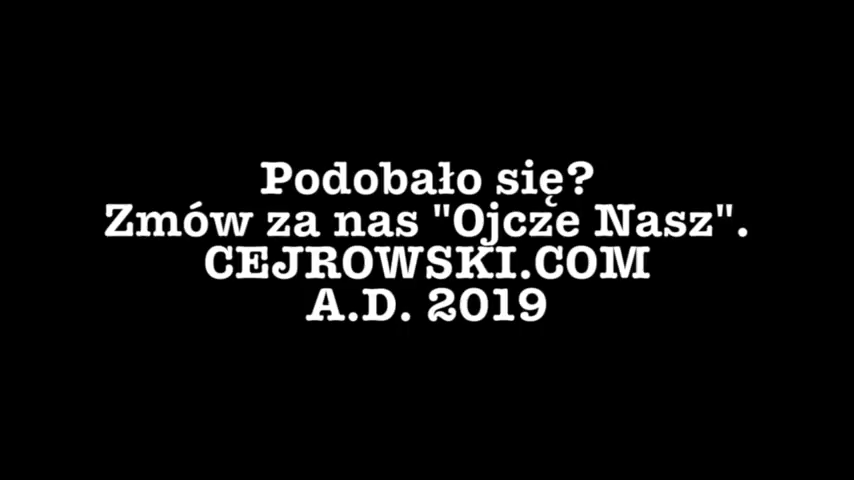 Podobało się?
Zmów za nas "Ojcze Nasz".
CEJROWSKI.COM
A.D. 2019